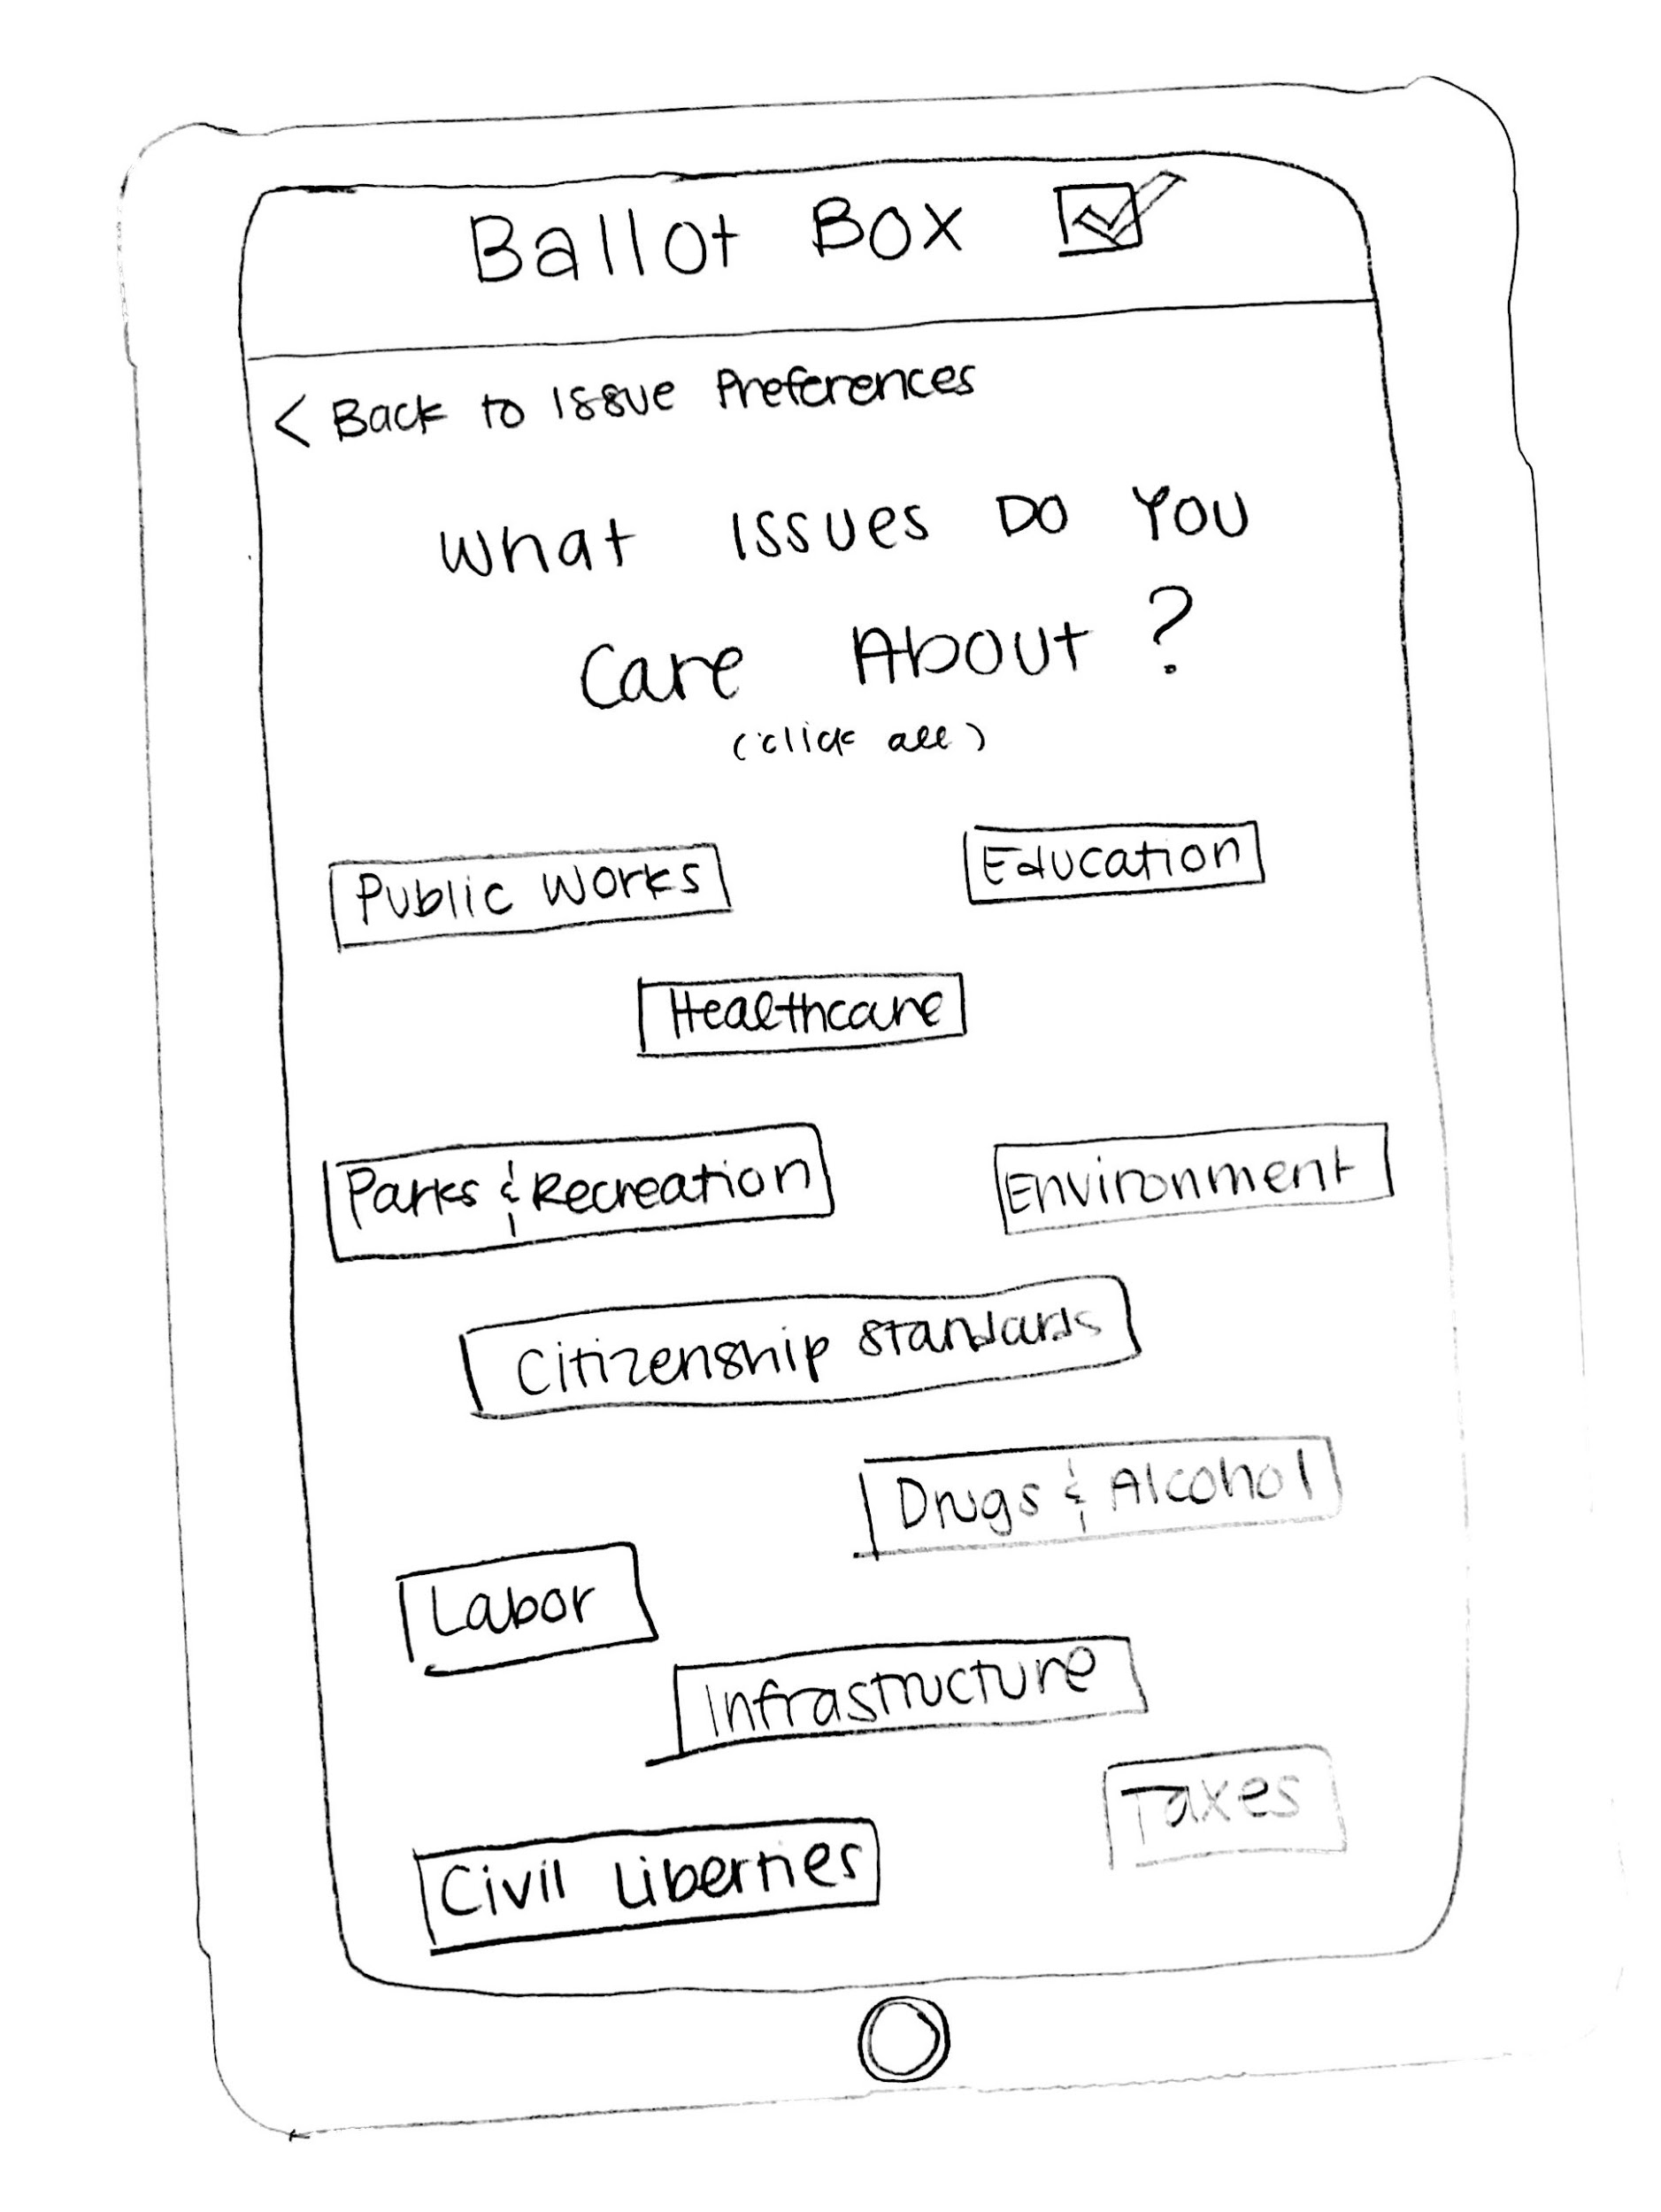 Ballot Box
< Back to Issue Preferences
What Issues Do You
Care About?
(click all)
Public Works
Education
Healthcare
Parks & Recreation
Environment
Citizenship Standards
Drugs & Alcohol
Labor
Infrastructure
Taxes
Civil Liberties